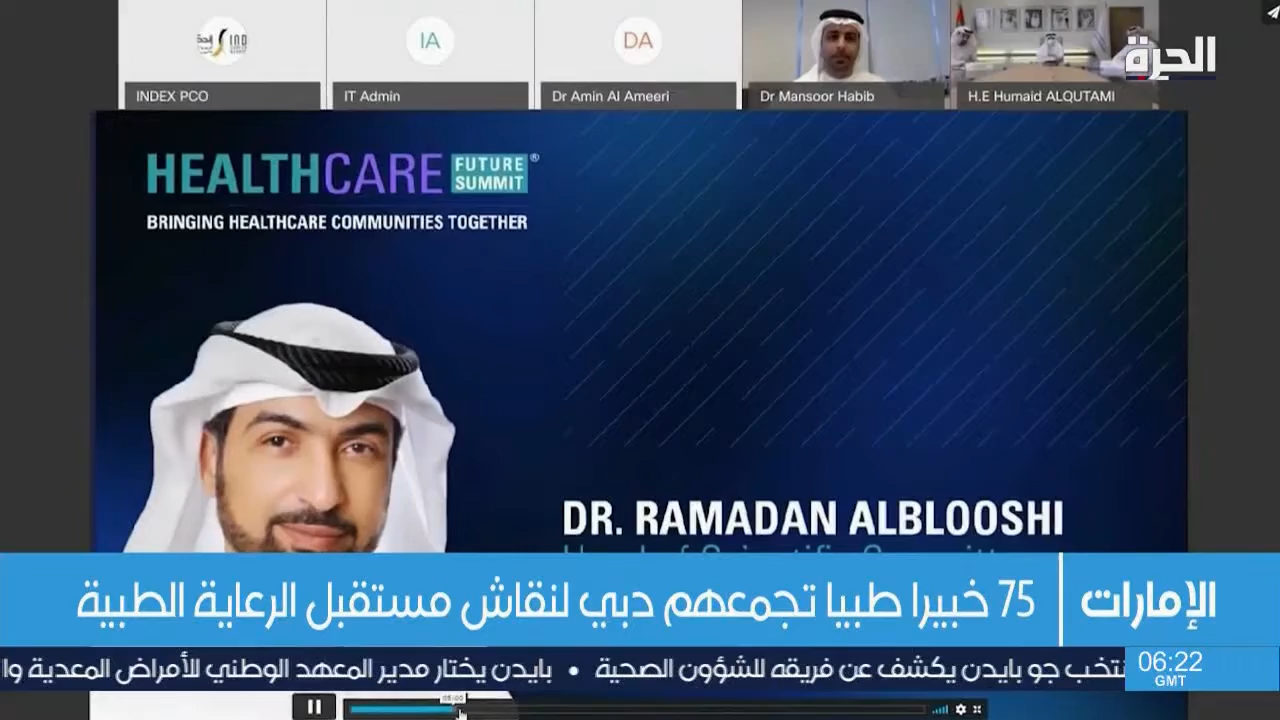 الحرة
IA
DA
INDEX PCO
IT Admin
Dr Amin Al Ameeri
Dr Mansoor Habib
H.E Humaid ALQUTAMI
HEALTHCARE FUTURE SUMMIT®
BRINGING HEALTHCARE COMMUNITIES TOGETHER
DR. RAMADAN ALBLOOSHI
الإمارات
75 خبيرا طبيا تجمعهم دبي لنقاش مستقبل الرعاية الطبية
نتخب جو بايدن يكشف عن فريقه للشؤون الصحية • بايدن يختار مدير المعهد الوطني للأمراض المعدية وا
06:22
GMT